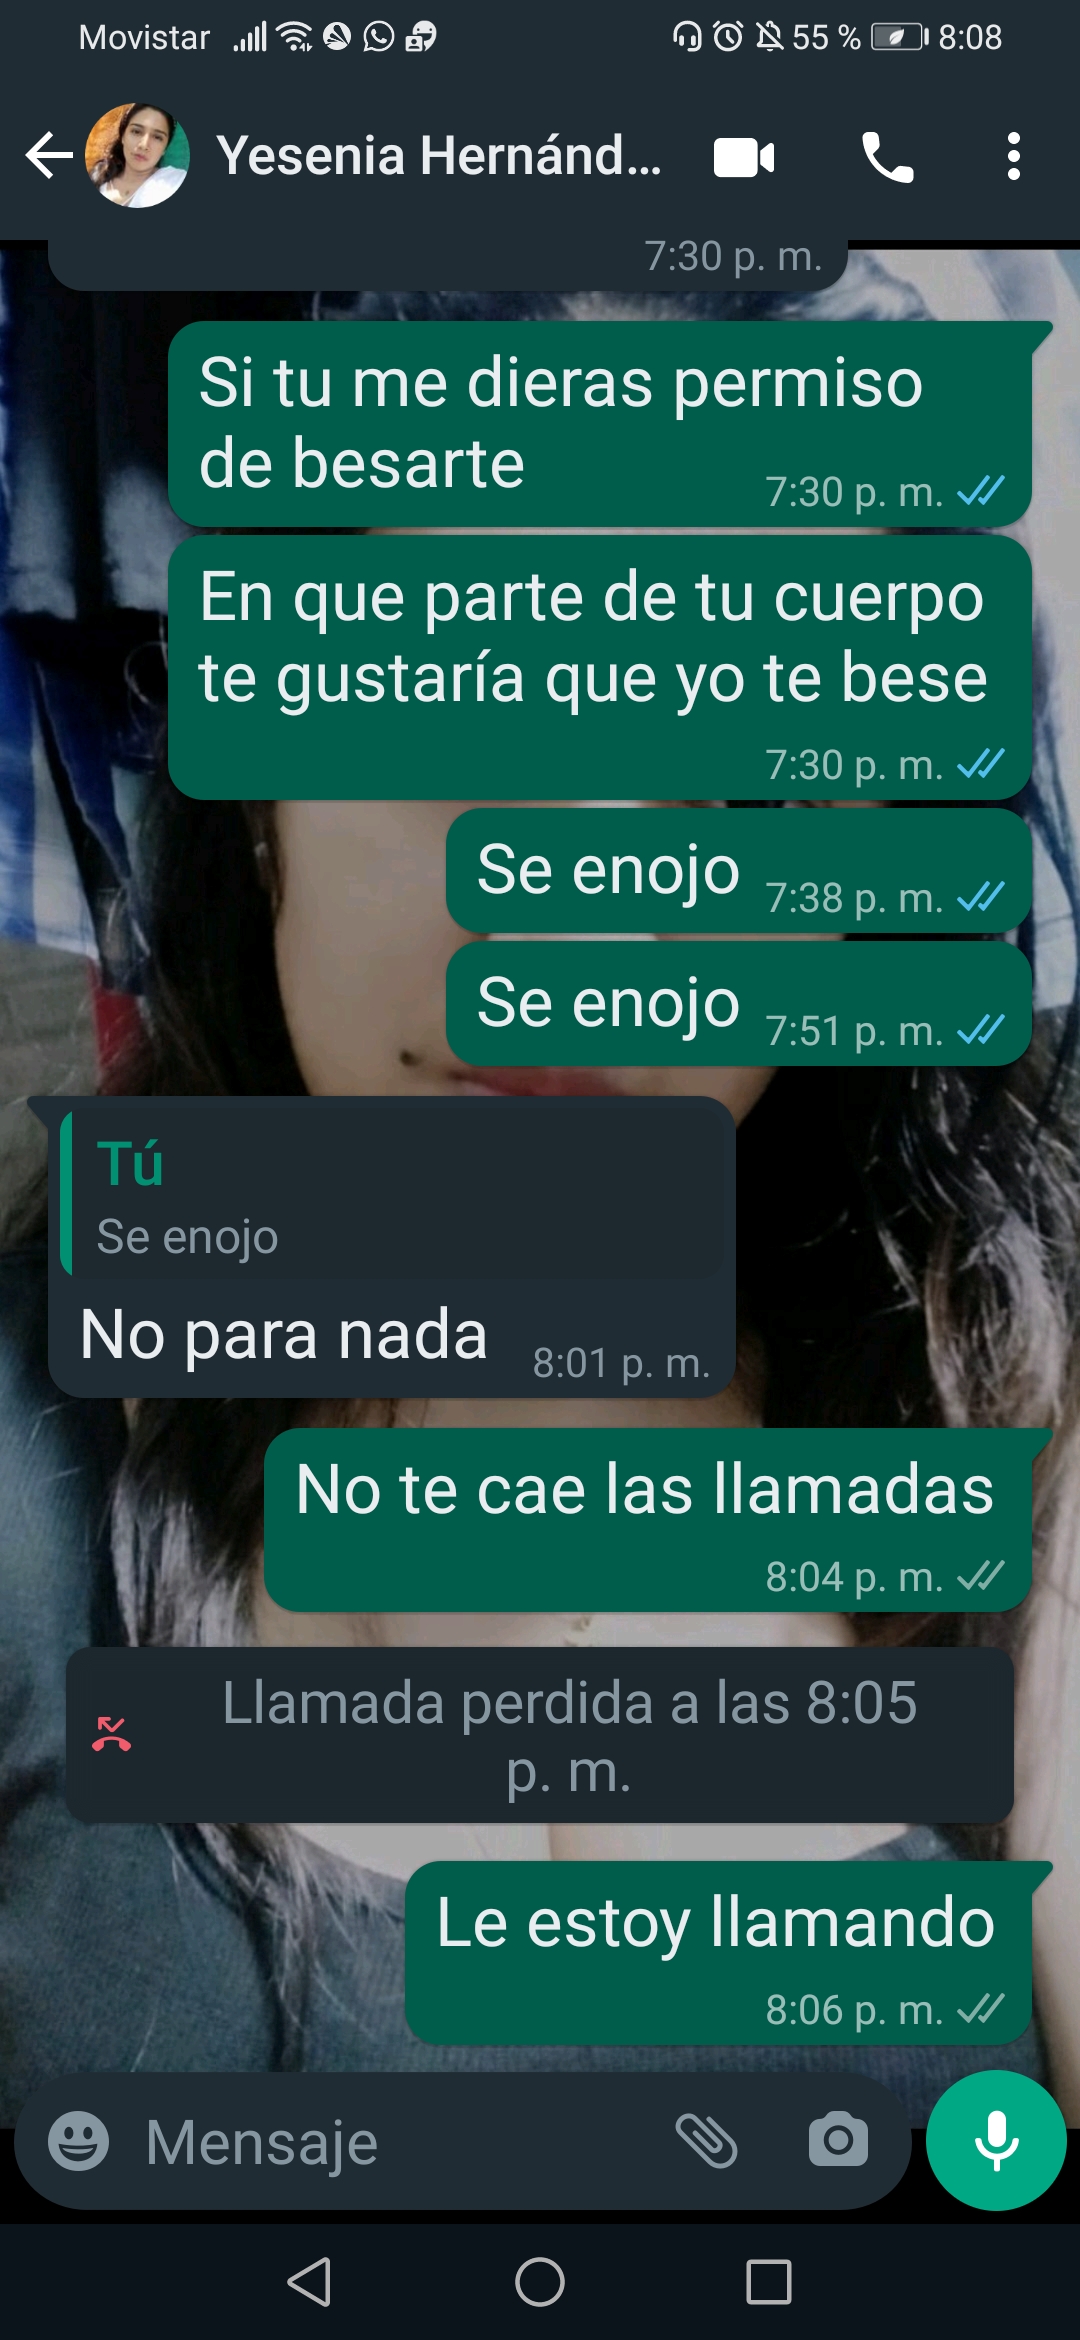 Movistar 55 % 8:08
Yesenia Hernánd...
7:30 p. m.
Si tu me dieras permiso
de besarte
7:30 p. m.
En que parte de tu cuerpo
te gustaría que yo te bese
7:30 p. m.
Se enojo 7:38 p. m.
Se enojo 7:51 p. m.
Tú
Se enojo
No para nada 8:01 p. m.
No te cae las llamadas
8:04 p. m.
Llamada perdida a las 8:05
p. m.
Le estoy llamando
8:06 p. m.
Mensaje